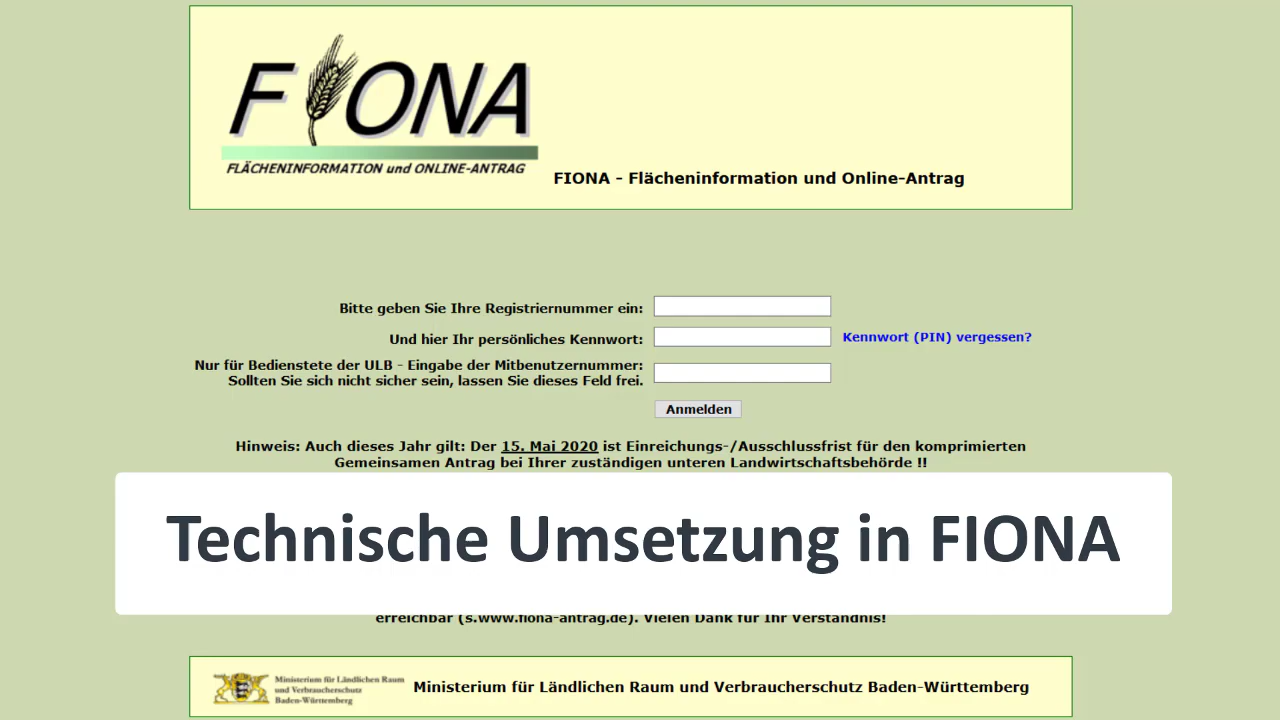 FIONA
FLÄCHENINFORMATION und ONLINE-ANTRAG
FIONA - Flächeninformation und Online-Antrag
Bitte geben Sie Ihre Registriernummer ein:
Und hier Ihr persönliches Kennwort:
Kennwort (PIN) vergessen?
Nur für Bedienstete der ULB - Eingabe der Mitbenutzernummer:
Sollten Sie sich nicht sicher sein, lassen Sie dieses Feld frei.
Anmelden
Hinweis: Auch dieses Jahr gilt: Der 15. Mai 2020 ist Einreichungs-/Ausschlussfrist für den komprimierten
Gemeinsamen Antrag bei Ihrer zuständigen unteren Landwirtschaftsbehörde !!
Technische Umsetzung in FIONA
erreichbar (s.www.fiona-antrag.de). Vielen Dank für Ihr Verständnis!
Ministerium für Ländlichen Raum
und Verbraucherschutz
Baden-Württemberg
Ministerium für Ländlichen Raum und Verbraucherschutz Baden-Württemberg